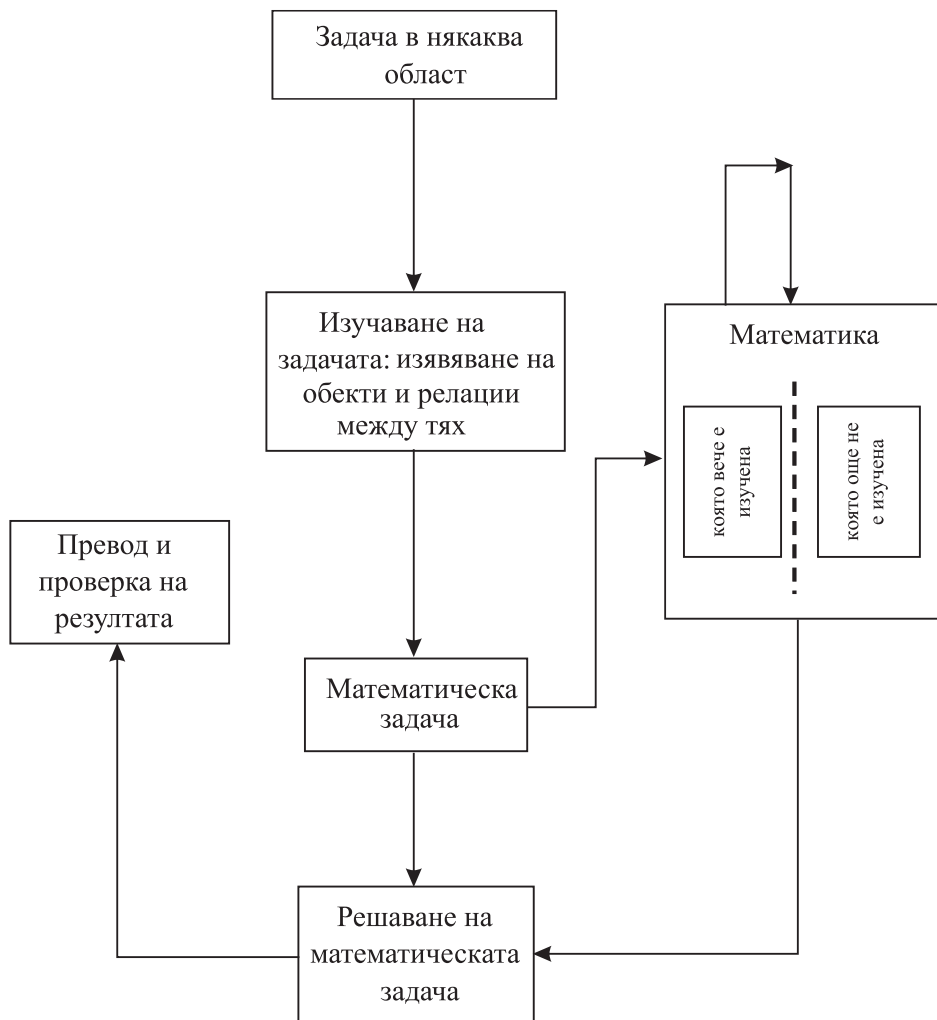 Задача в някаква
област
Изучаване на
задачата: изявяване на
обекти и релации
между тях
Математика
която вече е
изучена
която още не
е изучена
Превод и
проверка на
резултата
Математическа
задача
Решаване на
математическата
задача